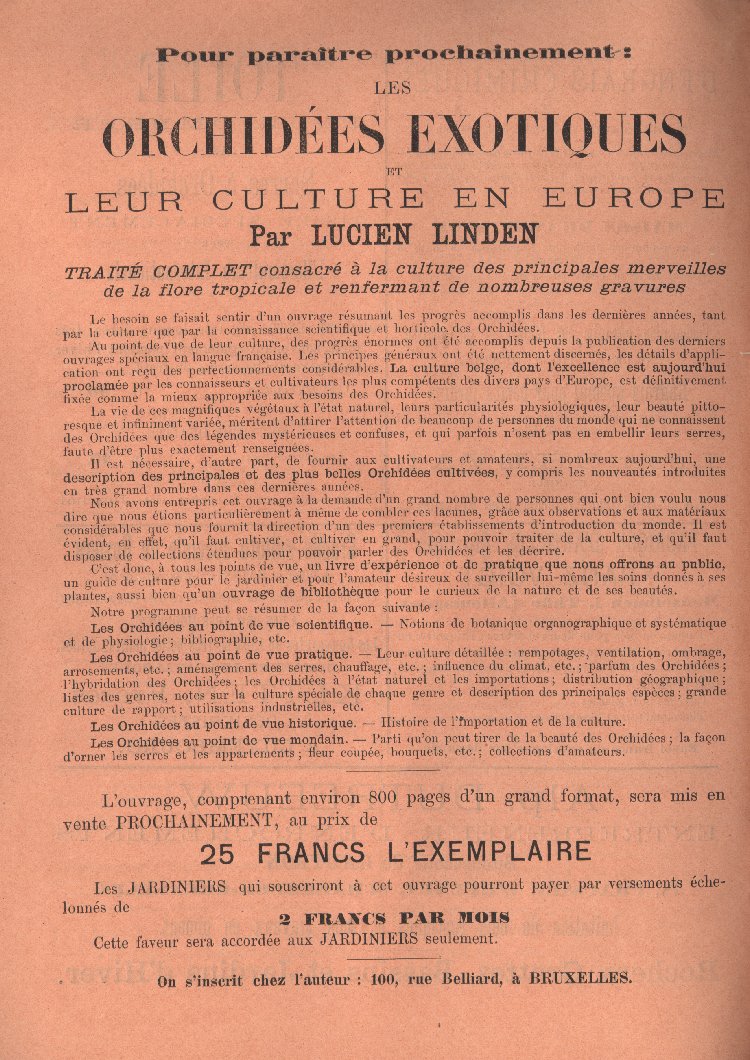 Pour paraître prochainement :
LES
ORCHIDÉES EXOTIQUES
ET
LEUR CULTURE EN EUROPE
Par LUCIEN LINDEN
TRAITÉ COMPLET consacré à la culture des principales merveilles
de la flore tropicale et renfermant de nombreuses gravures
Le besoin se faisait sentir d'un ouvrage résumant les progrès accomplis dans les dernières années, tant
par la culture que par la connaissance scientifique et horticole des Orchidées.
Au point de vue de leur culture, des progrès énormes ont été accomplis depuis la publication des derniers
ouvrages spéciaux en langue française. Les principes généraux ont été nettement discernés, les détails d'appli-
cation ont reçu des perfectionnements considérables. La culture belge, dont l'excellence est aujourd'hui
proclamée par les connaisseurs et cultivateurs les plus compétents des divers pays d'Europe, est définitivement
fixée comme la mieux appropriée aux besoins des Orchidées.
La vie de ces magnifiques végétaux à l'état naturel, leurs particularités physiologiques, leur beauté pitto-
resque et infiniment variée, méritent d'attirer l'attention de beaucoup de personnes du monde qui ne connaissent
des Orchidées que des légendes mystérieuses et confuses, et qui parfois n'osent pas en embellir leurs serres,
faute d'être plus exactement renseignées.
Il est nécessaire, d'autre part, de fournir aux cultivateurs et amateurs, si nombreux aujourd'hui, une
description des principales et des plus belles Orchidées cultivées, y compris les nouveautés introduites
en très grand nombre dans ces dernières années.
Nous avons entrepris cet ouvrage à la demande d'un grand nombre de personnes qui ont bien voulu nous
dire que nous étions particulièrement à même de combler ces lacunes, grâce aux observations et aux matériaux
considérables que nous fournit la direction d'un des premiers établissements d'introduction du monde. Il est
évident, en effet, qu'il faut cultiver, et cultiver en grand, pour pouvoir traiter de la culture, et qu'il faut
disposer de collections étendues pour pouvoir parler des Orchidées et les décrire.
C'est donc, à tous les points de vue, un livre d'expérience et de pratique que nous offrons au public,
un guide de culture pour le jardinier et pour l'amateur désireux de surveiller lui-même les soins donnés à ses
plantes, aussi bien qu'un ouvrage de bibliothèque pour le curieux de la nature et de ses beautés.
Notre programme peut se résumer de la façon suivante :
Les Orchidées au point de vue scientifique. — Notions de botanique organographique et systématique
et de physiologie ; bibliographie, etc.
Les Orchidées au point de vue pratique. — Leur culture détaillée : rempotages, ventilation, ombrage,
arrosements, etc. ; aménagement des serres, chauffage, etc. ; influence du climat, etc. ; parfum des Orchidées ;
l'hybridation des Orchidées ; les Orchidées à l'état naturel et les importations ; distribution géographique ;
listes des genres, notes sur la culture spéciale de chaque genre et description des principales espèces ; grande
culture de rapport ; utilisations industrielles, etc.
Les Orchidées au point de vue historique. — Histoire de l'importation et de la culture.
Les Orchidées au point de vue mondain. — Parti qu'on peut tirer de la beauté des Orchidées ; la façon
d'orner les serres et les appartements ; fleur coupée, bouquets, etc. ; collections d'amateurs.
L'ouvrage, comprenant environ 800 pages d'un grand format, sera mis en
vente PROCHAINEMENT, au prix de
25 FRANCS L'EXEMPLAIRE
Les JARDINIERS qui souscriront à cet ouvrage pourront payer par versements éche-
lonnés de
2 FRANCS PAR MOIS
Cette faveur sera accordée aux JARDINIERS seulement.
On s'inscrit chez l'auteur : 100, rue Belliard, à BRUXELLES.